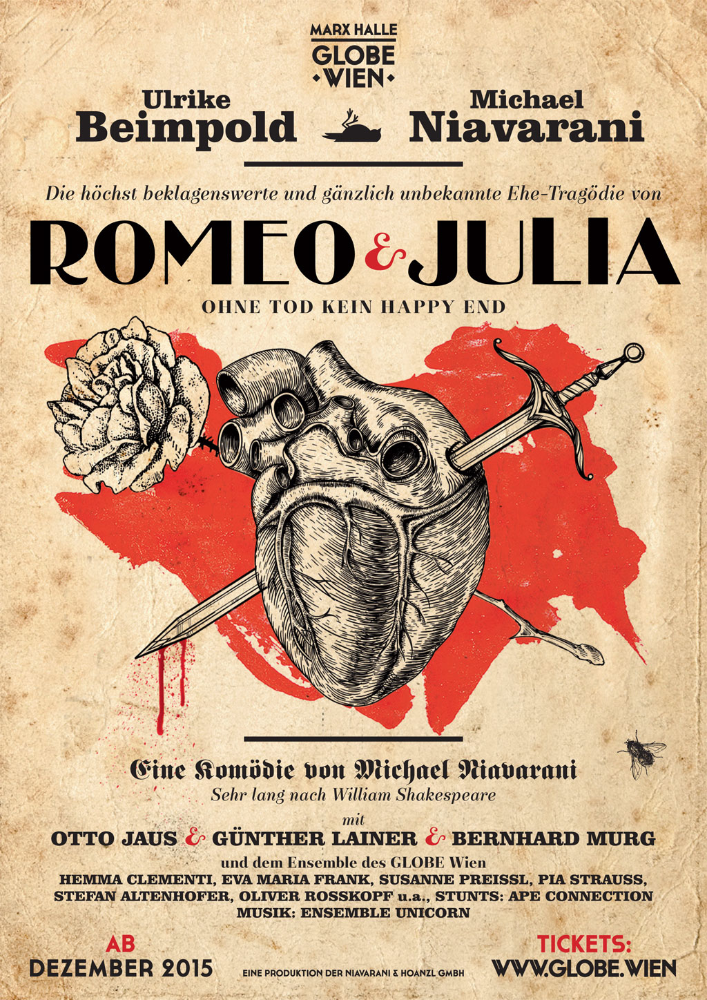 MARX HALLE
GLOBE
WIEN
Ulrike Beimpold
Michael Niavarani
Die höchst beklagenswerte und gänzlich unbekannte Ehe-Tragödie von
ROMEO & JULIA
OHNE TOD KEIN HAPPY END
Eine Komödie von Michael Niavarani
Sehr lang nach William Shakespeare
mit
OTTO JAUS & GÜNTHER LAINER & BERNHARD MURG
und dem Ensemble des GLOBE Wien
HEMMA CLEMENTI, EVA MARIA FRANK, SUSANNE PREISSL, PIA STRAUSS,
STEFAN ALTENHOFER, OLIVER ROSSKOPF u.a., STUNTS: APE CONNECTION
MUSIK: ENSEMBLE UNICORN
AB
DEZEMBER 2015
EINE PRODUKTION DER NIAVARANI & HOANZL GMBH
TICKETS:
WWW.GLOBE.WIEN